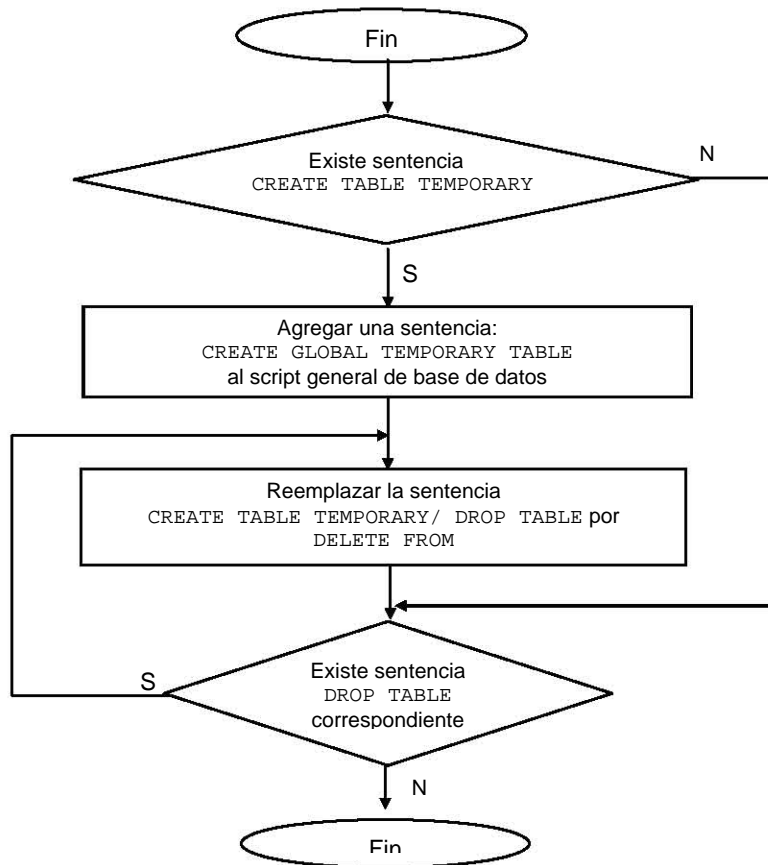 Fin
Existe sentencia
CREATE TABLE TEMPORARY
N
S
Agregar una sentencia:
CREATE GLOBAL TEMPORARY TABLE
al script general de base de datos
Reemplazar la sentencia
CREATE TABLE TEMPORARY/ DROP TABLE por
DELETE FROM
S
Existe sentencia
DROP TABLE
correspondiente
N
Fin